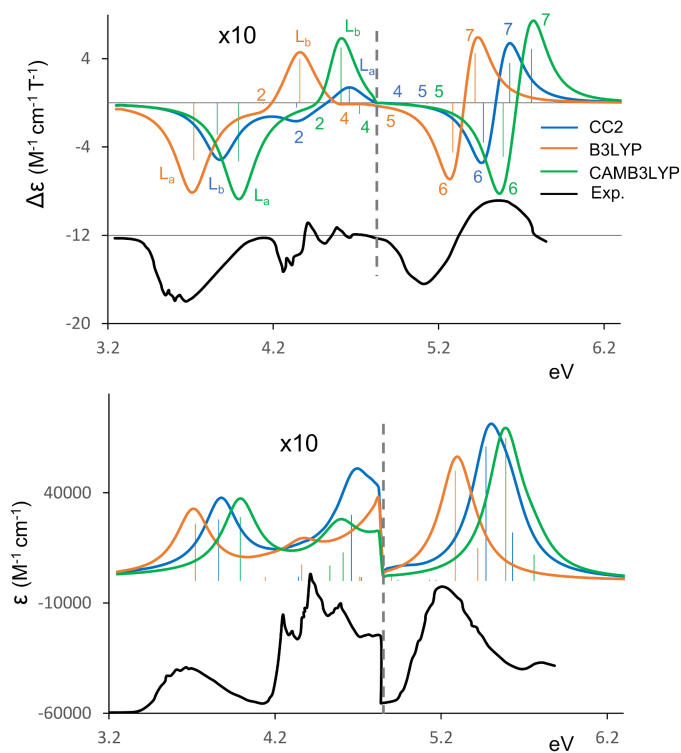 x10
L_b
L_b
7
7
7
4
L_a
2
4 5 5
Δε (M⁻¹ cm⁻¹ T⁻¹)
-4
2
2
4
4
5
CC2
L_a
L_b
L_a
6
6
6
B3LYP
CAMB3LYP
Exp.
-12
-20
3.2 4.2 5.2 6.2
eV
x10
40000
ε (M⁻¹ cm⁻¹)
-10000
-60000
3.2 4.2 5.2 6.2
eV